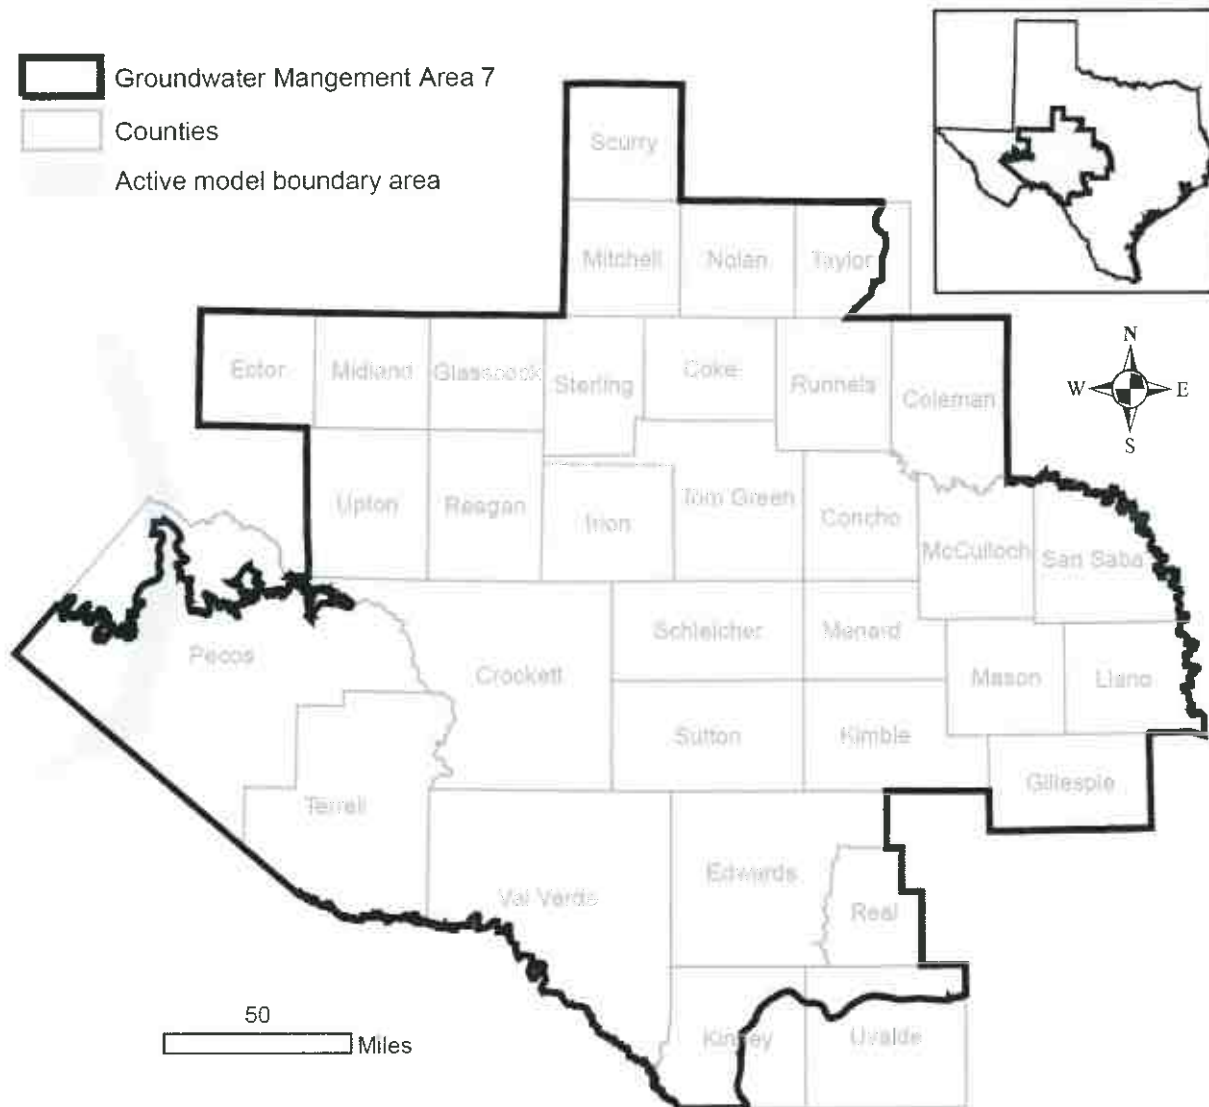 Groundwater Mangement Area 7
Counties
Active model boundary area
Scurry
Mitchell
Nolan
Taylor
N
W
E
S
Ector
Midland
Glasscock
Sterling
Coke
Runnels
Coleman
Upton
Reagan
Irion
Tom Green
Concho
McCulloch
San Saba
Pecos
Crockett
Schleicher
Menard
Mason
Llano
Sutton
Kimble
Gillespie
Terrell
Val Verde
Edwards
Real
Kinney
Uvalde
50
Miles